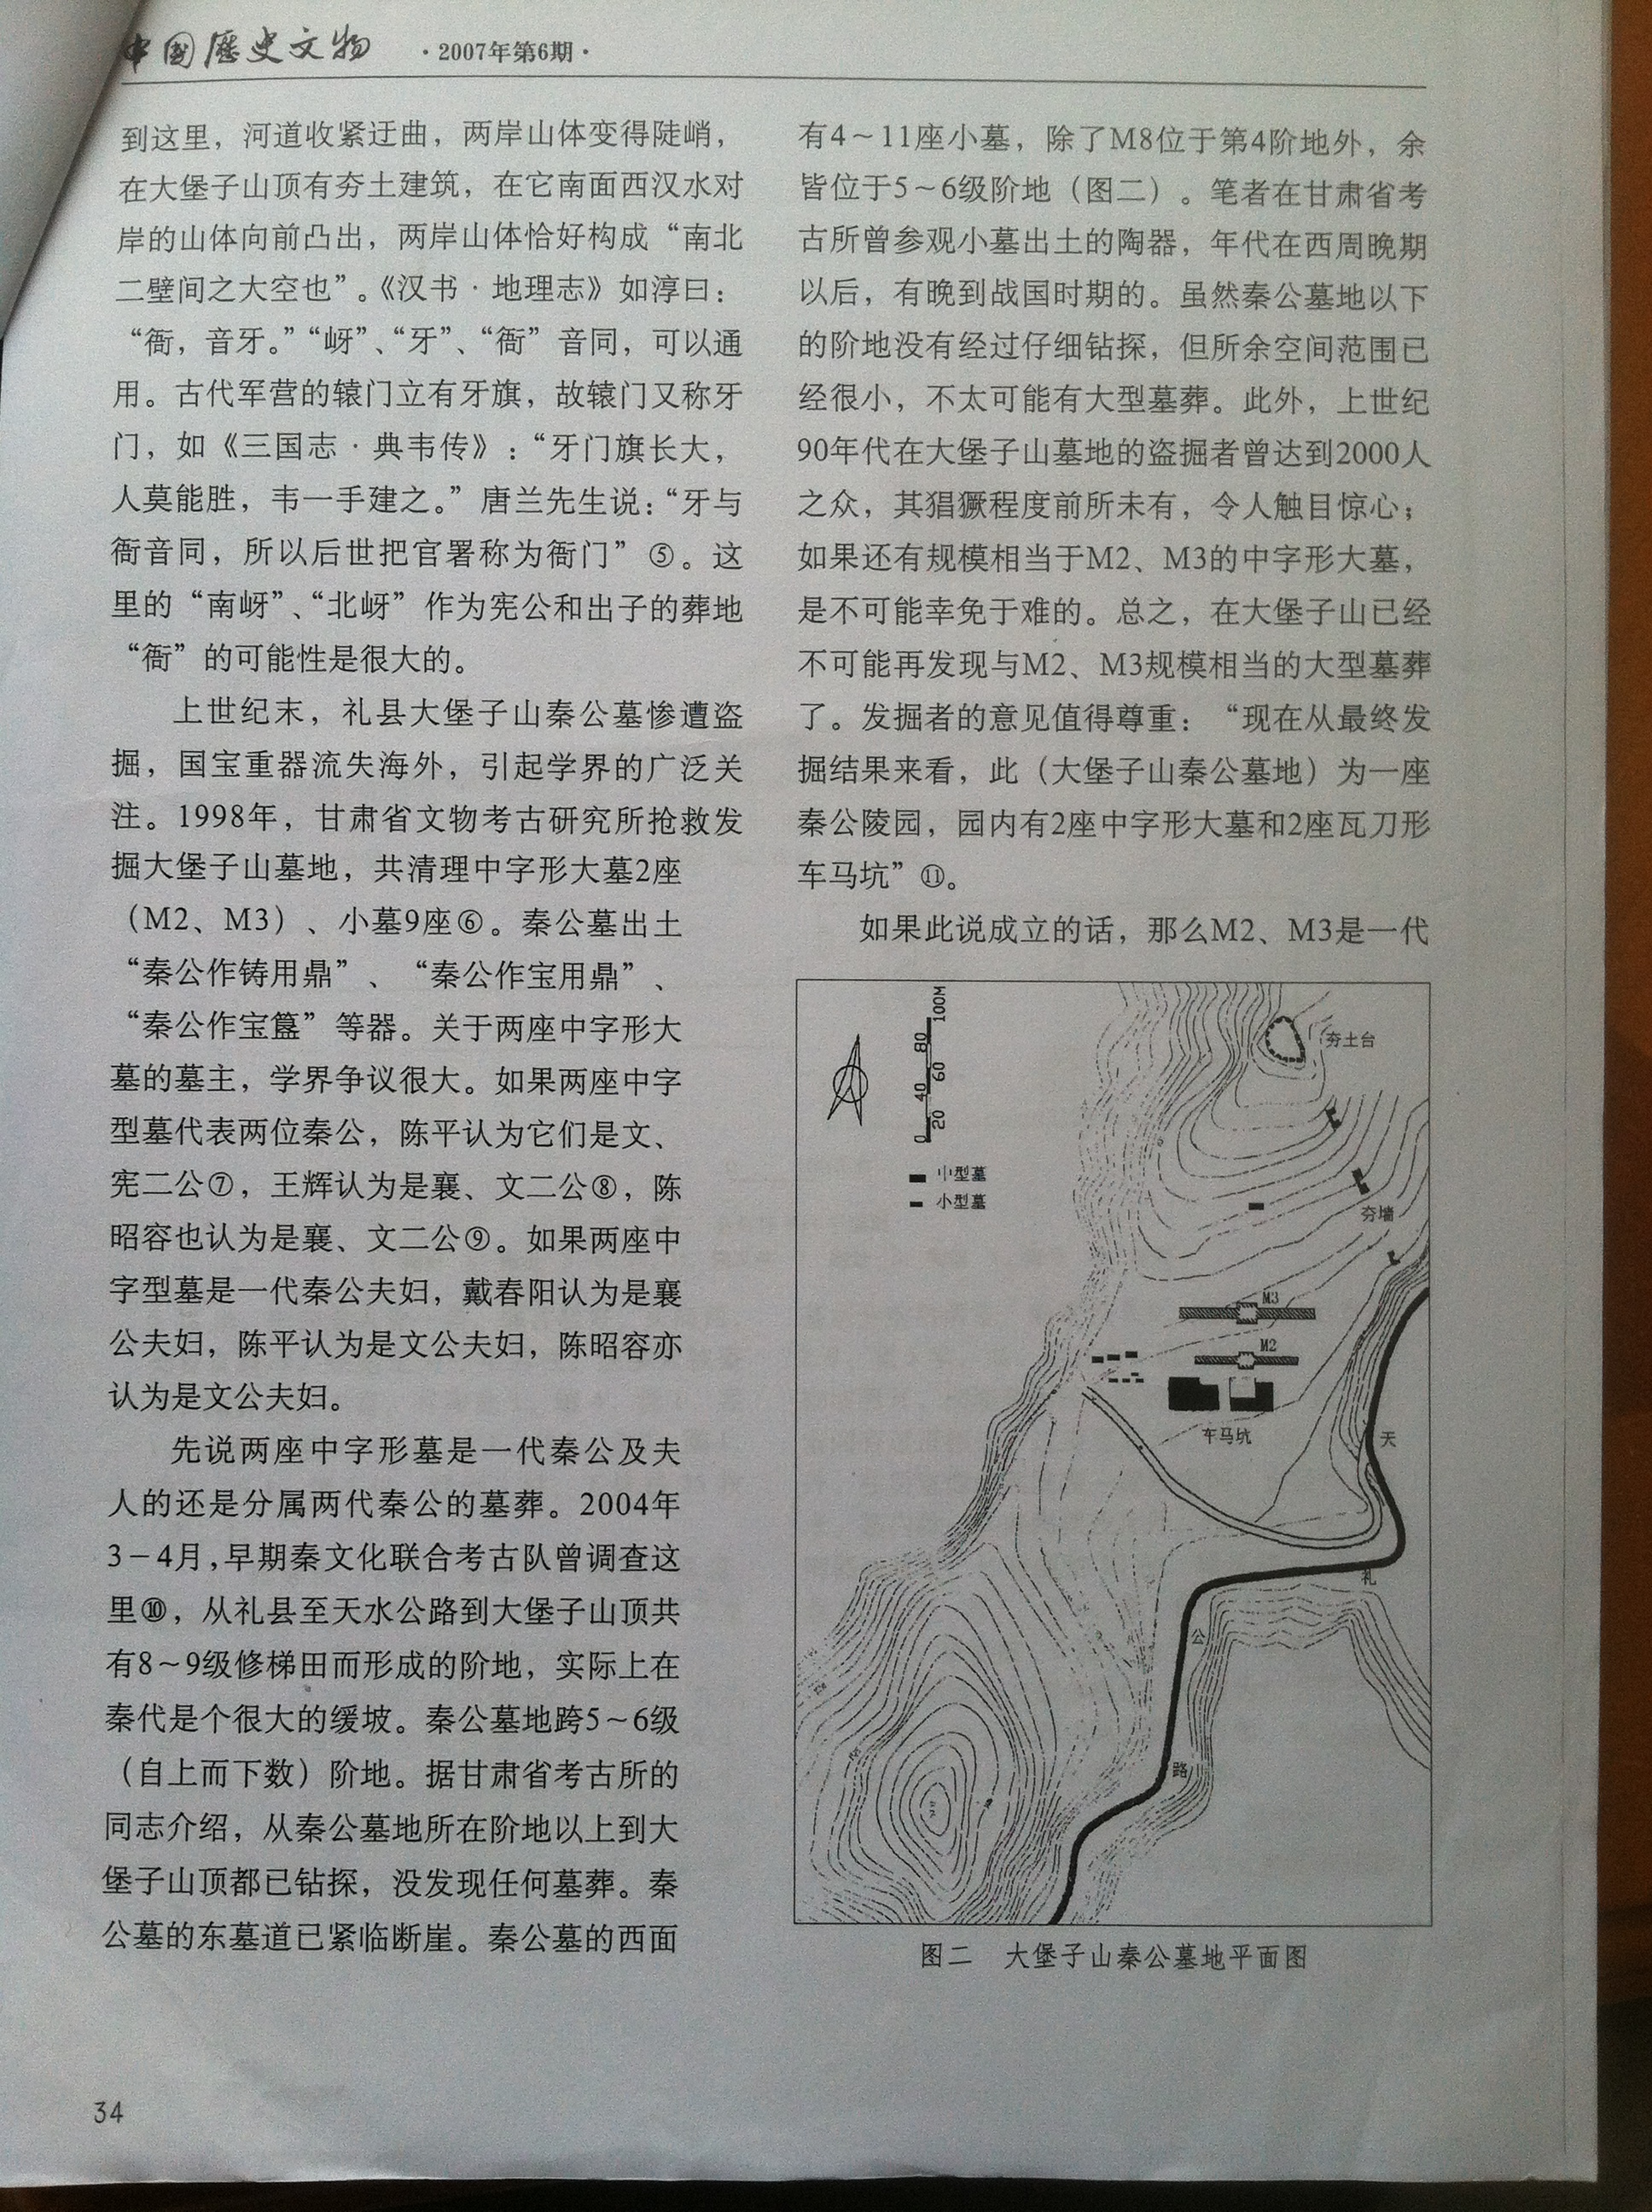 中國歷史文物 ·2007年第6期·
到这里，河道收紧迂曲，两岸山体变得陡峭，
在大堡子山顶有夯土建筑，在它南面西汉水对
岸的山体向前凸出，两岸山体恰好构成“南北
二壁间之大空也”。《汉书·地理志》如淳曰：
“衙，音牙。”“岈”、“牙”、“衙”音同，可以通
用。古代军营的辕门立有牙旗，故辕门又称牙
门，如《三国志·典韦传》：“牙门旗长大，
人莫能胜，韦一手建之。”唐兰先生说：“牙与
衙音同，所以后世把官署称为衙门”⑤。这
里的“南岈”、“北岈”作为宪公和出子的葬地
“衙”的可能性是很大的。
上世纪末，礼县大堡子山秦公墓惨遭盗
掘，国宝重器流失海外，引起学界的广泛关
注。1998年，甘肃省文物考古研究所抢救发
掘大堡子山墓地，共清理中字形大墓2座
（M2、M3）、小墓9座⑥。秦公墓出土
“秦公作铸用鼎”、“秦公作宝用鼎”、
“秦公作宝簋”等器。关于两座中字形大
墓的墓主，学界争议很大。如果两座中字
型墓代表两位秦公，陈平认为它们是文、
宪二公⑦，王辉认为是襄、文二公⑧，陈
昭容也认为是襄、文二公⑨。如果两座中
字型墓是一代秦公夫妇，戴春阳认为是襄
公夫妇，陈平认为是文公夫妇，陈昭容亦
认为是文公夫妇。
先说两座中字形墓是一代秦公及夫
人的还是分属两代秦公的墓葬。2004年
3－4月，早期秦文化联合考古队曾调查这
里⑩，从礼县至天水公路到大堡子山顶共
有8～9级修梯田而形成的阶地，实际上在
秦代是个很大的缓坡。秦公墓地跨5～6级
（自上而下数）阶地。据甘肃省考古所的
同志介绍，从秦公墓地所在阶地以上到大
堡子山顶都已钻探，没发现任何墓葬。秦
公墓的东墓道已紧临断崖。秦公墓的西面
有4～11座小墓，除了M8位于第4阶地外，余
皆位于5～6级阶地（图二）。笔者在甘肃省考
古所曾参观小墓出土的陶器，年代在西周晚期
以后，有晚到战国时期的。虽然秦公墓地以下
的阶地没有经过仔细钻探，但所余空间范围已
经很小，不太可能有大型墓葬。此外，上世纪
90年代在大堡子山墓地的盗掘者曾达到2000人
之众，其猖獗程度前所未有，令人触目惊心；
如果还有规模相当于M2、M3的中字形大墓，
是不可能幸免于难的。总之，在大堡子山已经
不可能再发现与M2、M3规模相当的大型墓葬
了。发掘者的意见值得尊重：“现在从最终发
掘结果来看，此（大堡子山秦公墓地）为一座
秦公陵园，园内有2座中字形大墓和2座瓦刀形
车马坑”⑪。
如果此说成立的话，那么M2、M3是一代
0 20 40 60 80 100M
中型墓
小型墓
夯土台
夯墙
M3
M2
车马坑
天
礼
公
路
图二 大堡子山秦公墓地平面图
34